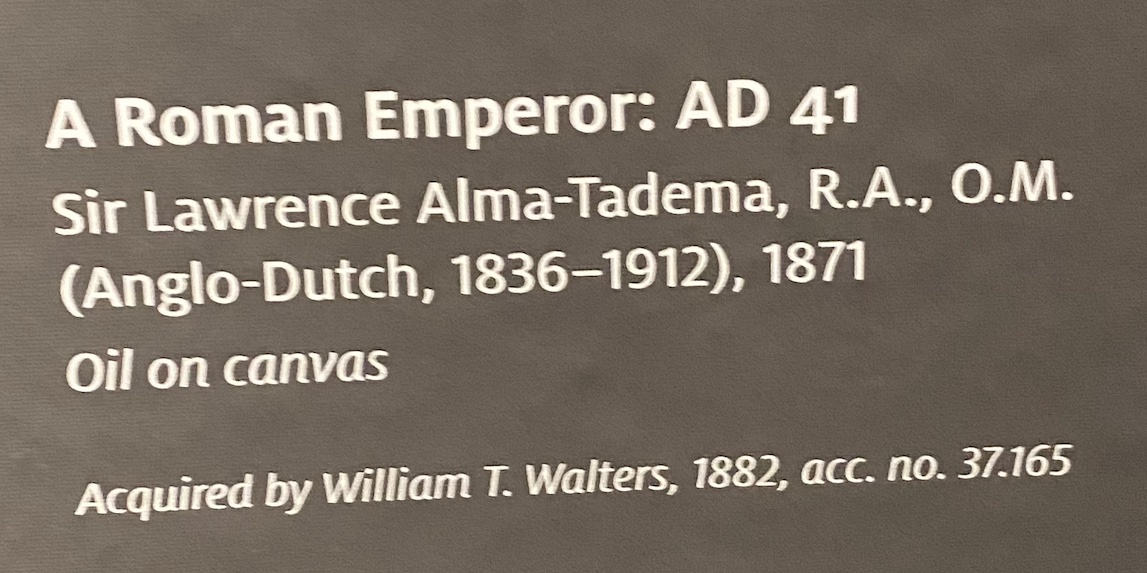 A Roman Emperor: AD 41
Sir Lawrence Alma-Tadema, R.A., O.M.
(Anglo-Dutch, 1836–1912), 1871
Oil on canvas
Acquired by William T. Walters, 1882, acc. no. 37.165